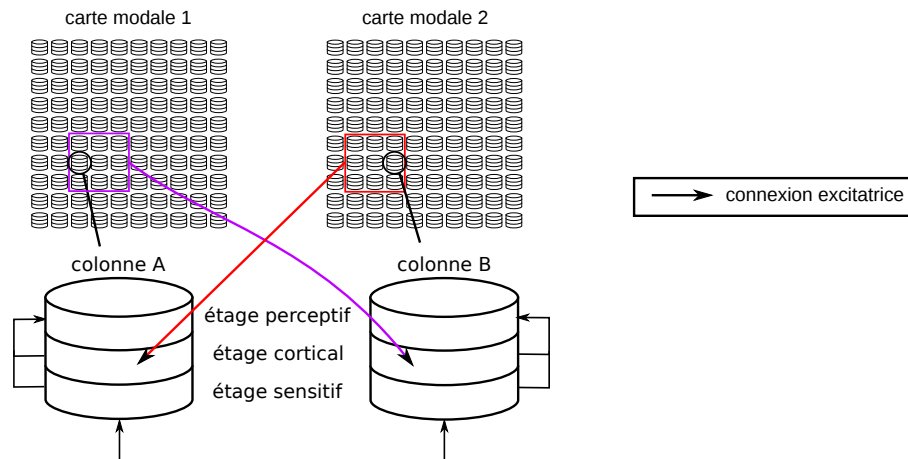 carte modale 1
carte modale 2
connexion excitatrice
colonne A
colonne B
étage perceptif
étage cortical
étage sensitif